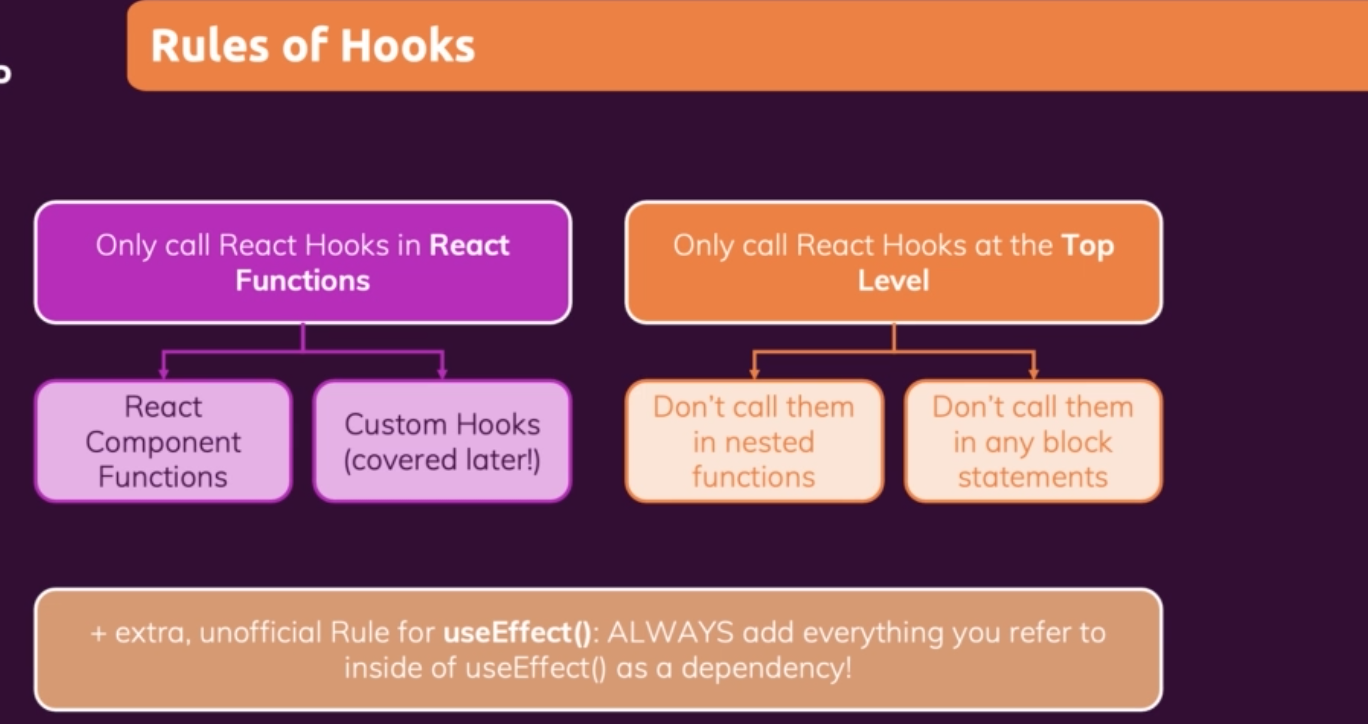 Rules of Hooks
Only call React Hooks in React
Functions
Only call React Hooks at the Top
Level
React
Component
Functions
Custom Hooks
(covered later!)
Don't call them
in nested
functions
Don't call them
in any block
statements
+ extra, unofficial Rule for useEffect(): ALWAYS add everything you refer to
inside of useEffect() as a dependency!